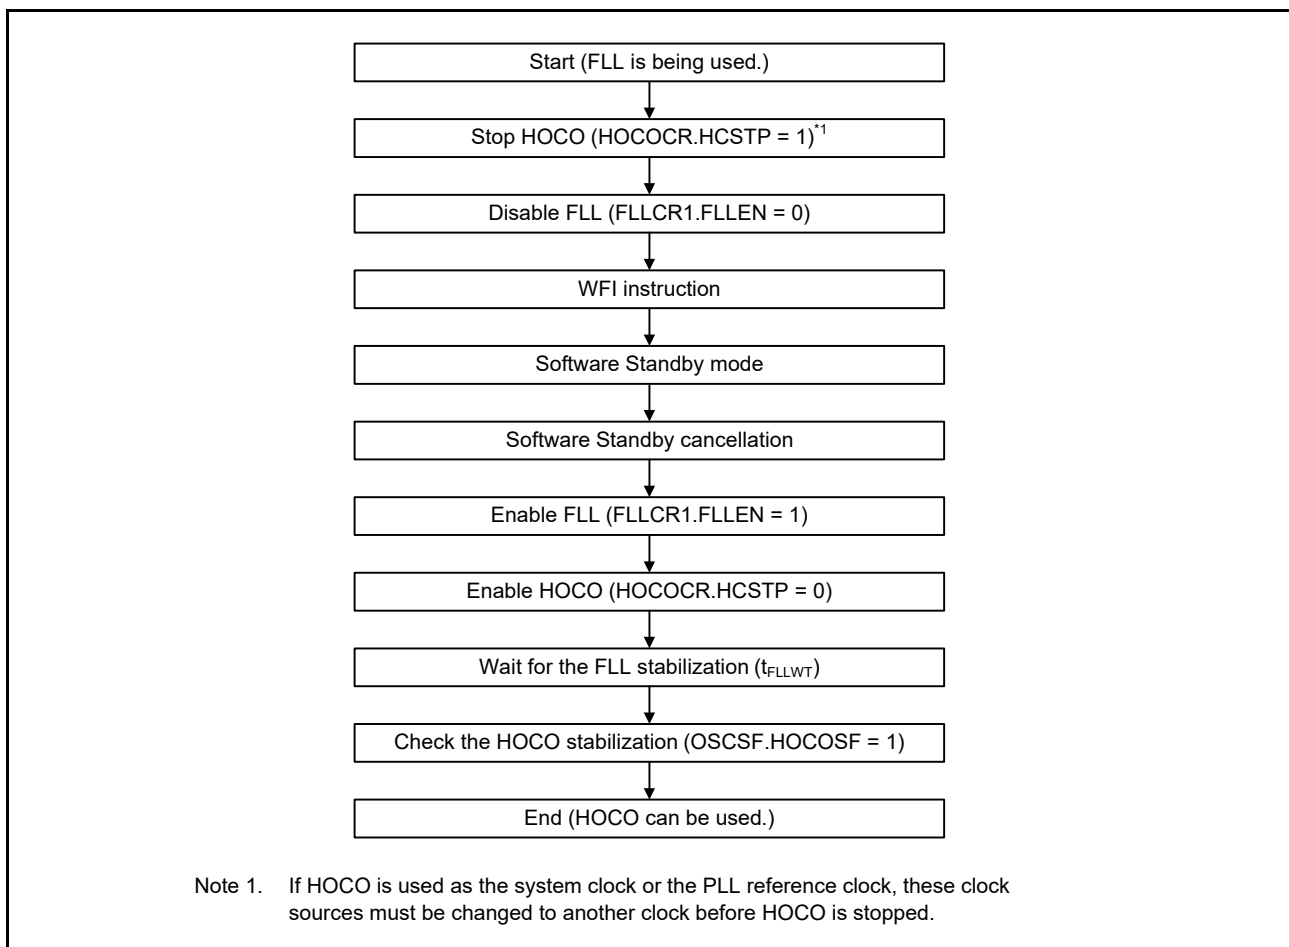 Start (FLL is being used.)
Stop HOCO (HOCOCR.HCSTP = 1)*1
Disable FLL (FLLCR1.FLLEN = 0)
WFI instruction
Software Standby mode
Software Standby cancellation
Enable FLL (FLLCR1.FLLEN = 1)
Enable HOCO (HOCOCR.HCSTP = 0)
Wait for the FLL stabilization (tFLLWT)
Check the HOCO stabilization (OSCSF.HOCOSF = 1)
End (HOCO can be used.)
Note 1. If HOCO is used as the system clock or the PLL reference clock, these clock
sources must be changed to another clock before HOCO is stopped.